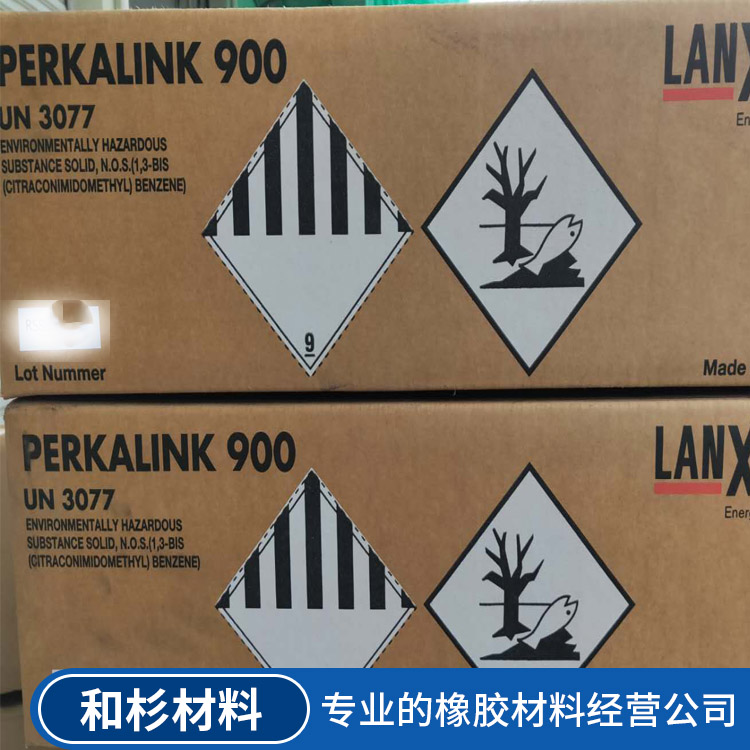 PERKALINK 900
LANX
UN 3077
En
ENVIRONMENTALLY HAZARDOUS
SUBSTANCE SOLID, N.O.S.(1,3-BIS
(CITRACONIMIDOMETHYL) BENZENE)
9
Lot Nummer
Made
PERKALINK 900
LANX
UN 3077
Energ
ENVIRONMENTALLY HAZARDOUS
SUBSTANCE SOLID, N.O.S.(1,3-BIS
(CITRACONIMIDOMETHYL) BENZENE)
和杉材料
专业的橡胶材料经营公司